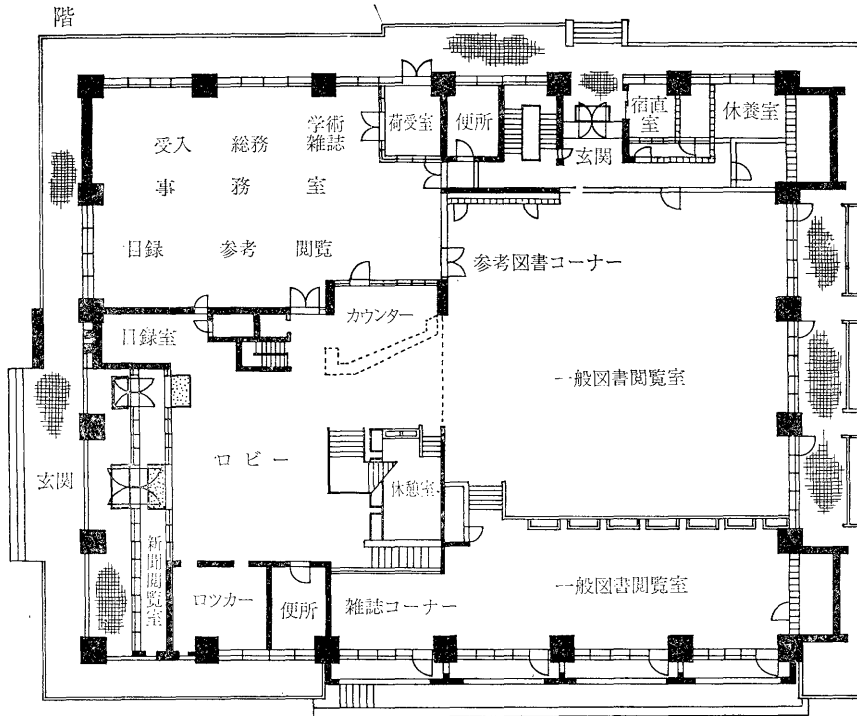 階
受入 総務 学術雑誌
事務室
目録 参考 閲覧
荷受室
便所
玄関
宿直室
休養室
参考図書コーナー
カウンター
目録室
一般図書閲覧室
ロビー
玄関
休憩室
新聞閲覧室
ロッカー
便所
雑誌コーナー
一般図書閲覧室